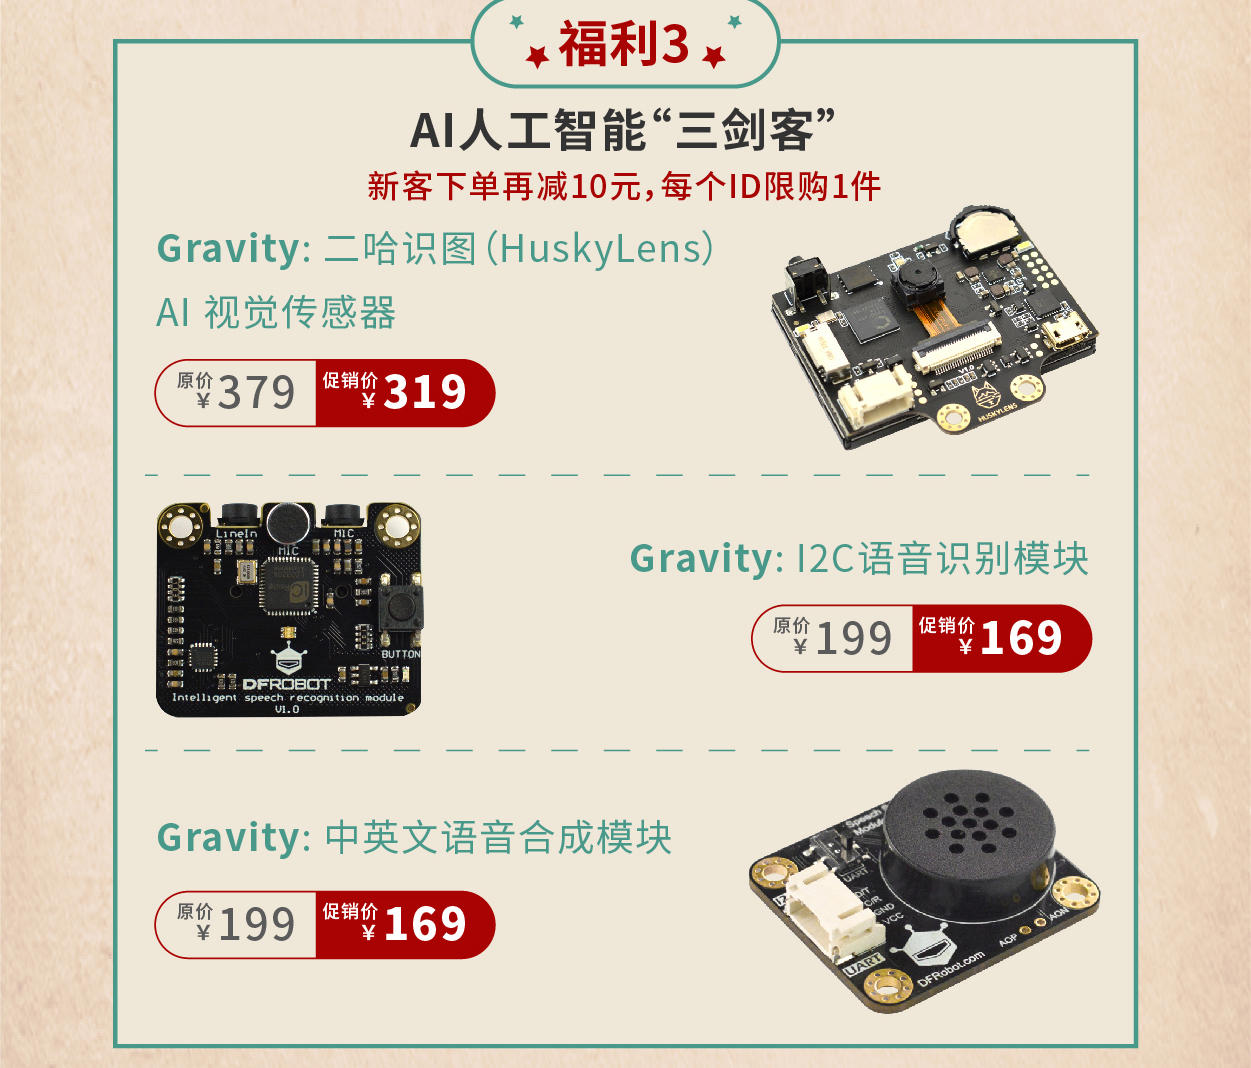 福利3
AI人工智能“三剑客”
新客下单再减10元，每个ID限购1件
Gravity: 二哈识图（HuskyLens）
AI 视觉传感器
原价
¥379
促销价
¥319
V1.0
HUSKYLENS
LineIn
MIC
MIC
BUTTON
DFROBOT
Intelligent speech recognition module
V1.0
Gravity: I2C语音识别模块
原价
¥199
促销价
¥169
Gravity: 中英文语音合成模块
原价
¥199
促销价
¥169
Speech
UART
C/R
GND
VCC
UART
AOP
AON
DFRobot.com